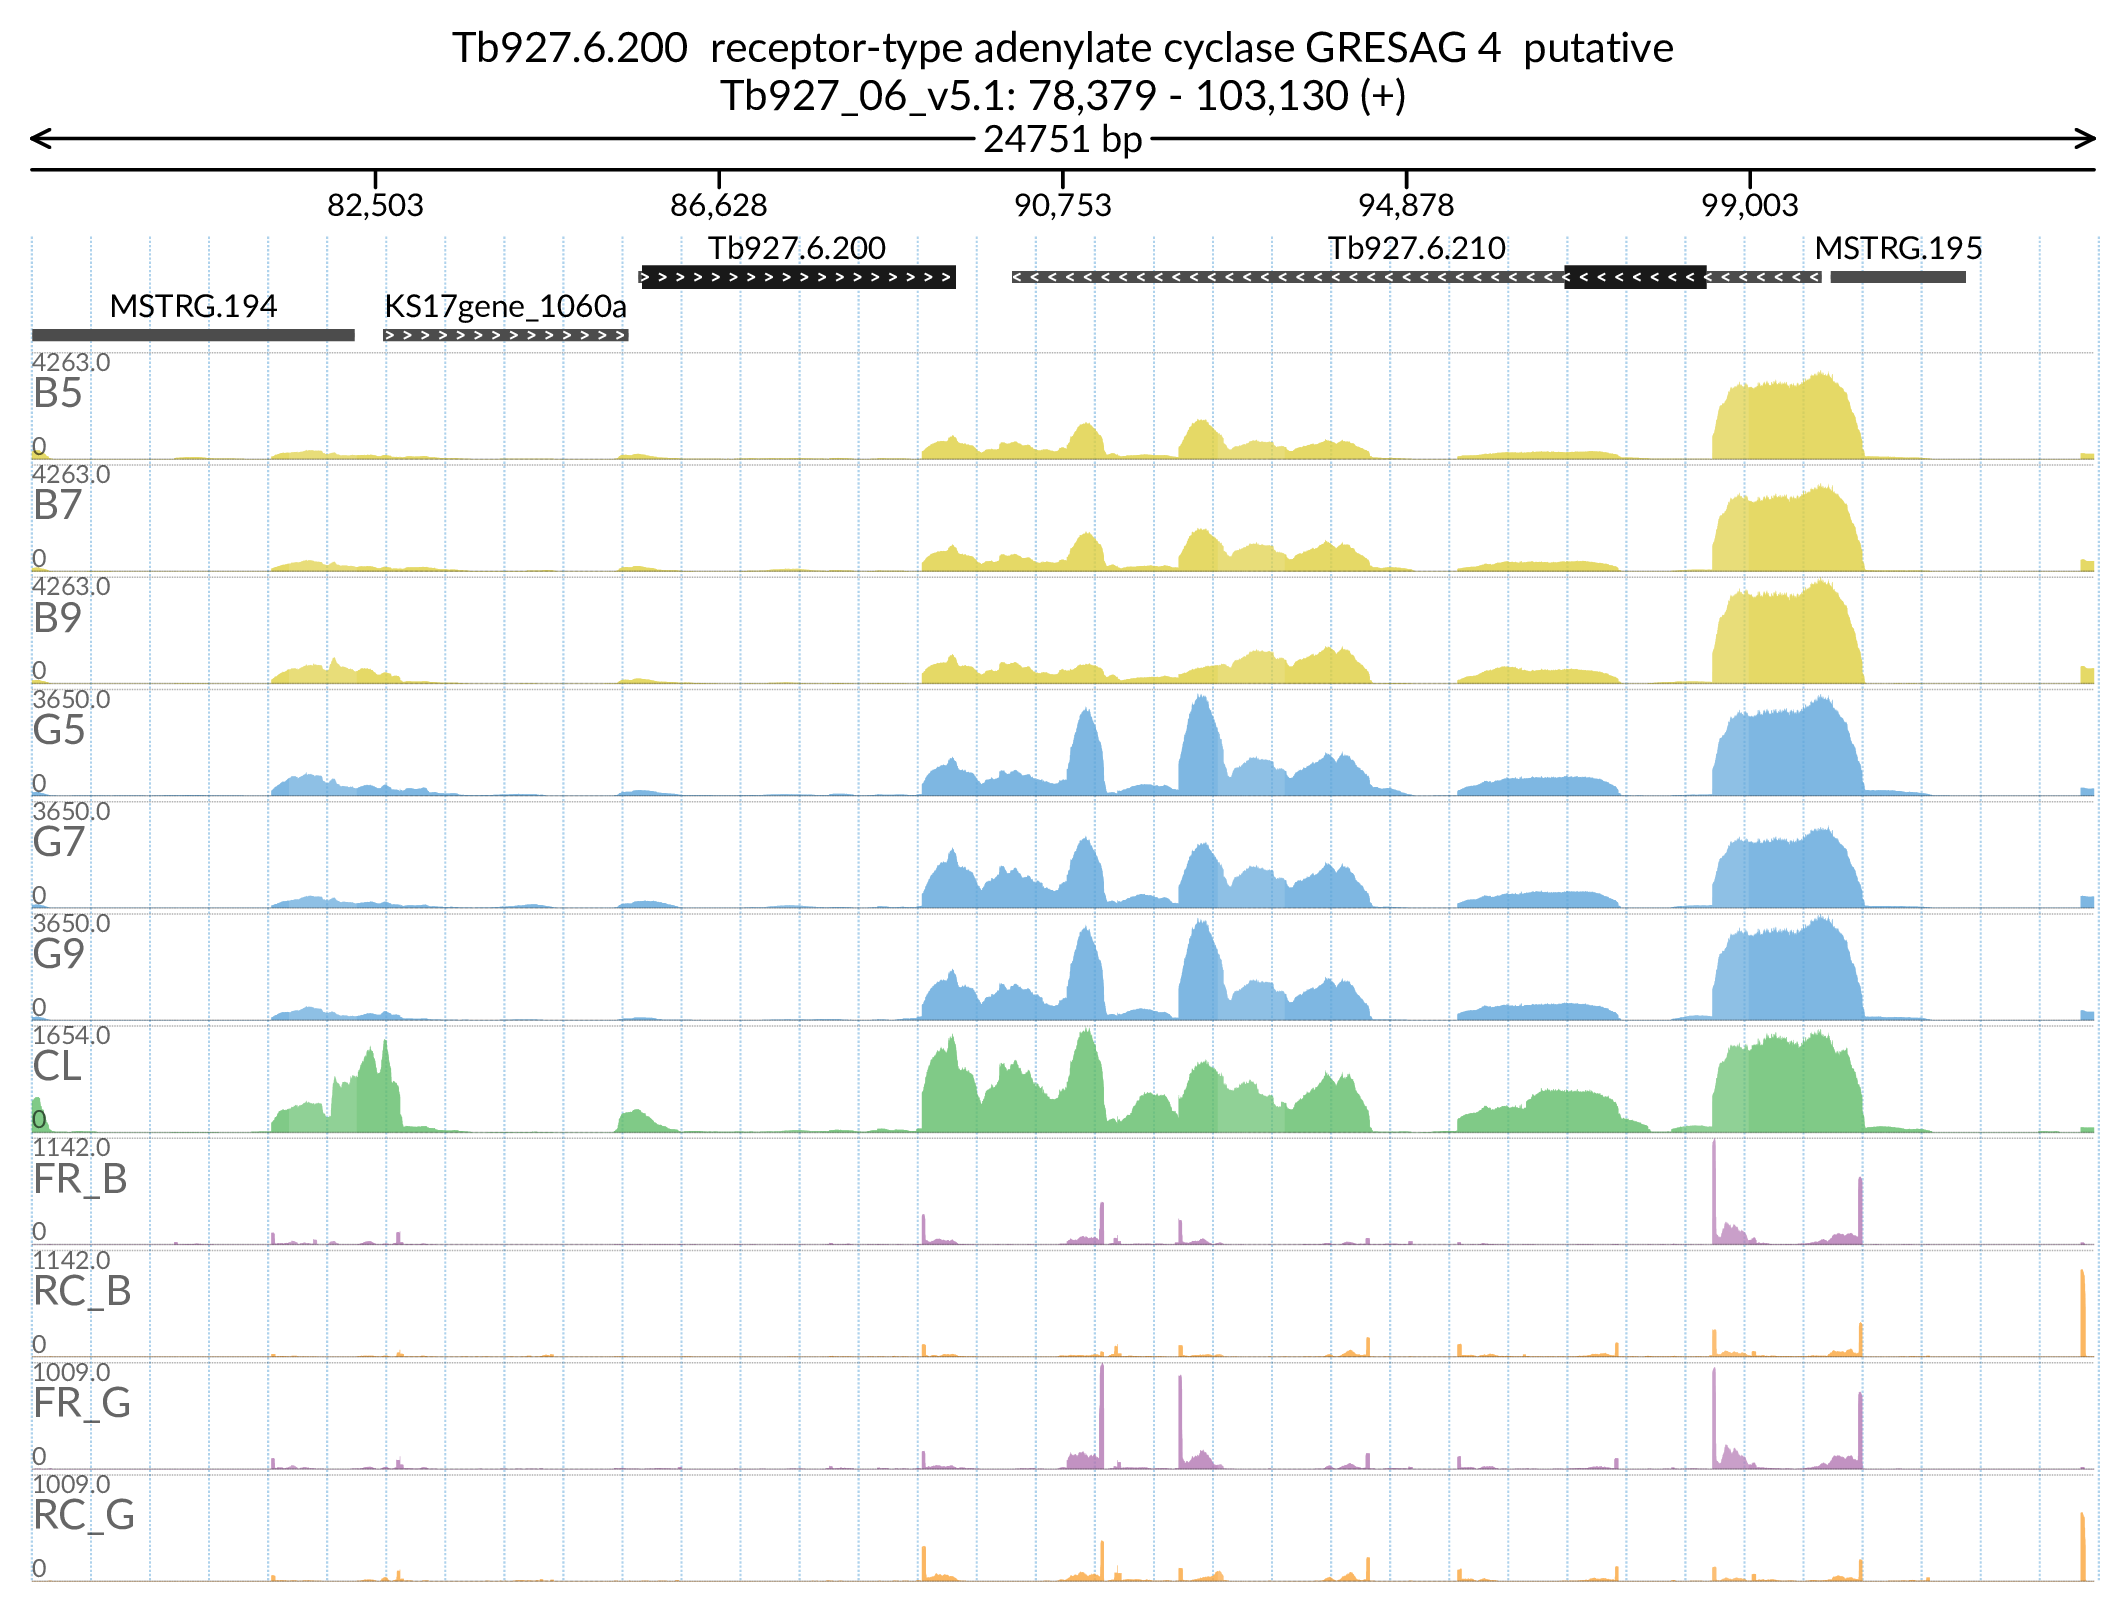 Tb927.6.200  receptor-type adenylate cyclase GRESAG 4  putative
Tb927_06_v5.1: 78,379 - 103,130 (+)
24751 bp
82,503 86,628 90,753 94,878 99,003
Tb927.6.200 Tb927.6.210 MSTRG.195
MSTRG.194 KS17gene_1060a
4263.0
B5
0
4263.0
B7
0
4263.0
B9
0
3650.0
G5
0
3650.0
G7
0
3650.0
G9
0
1654.0
CL
0
1142.0
FR_B
0
1142.0
RC_B
0
1009.0
FR_G
0
1009.0
RC_G
0